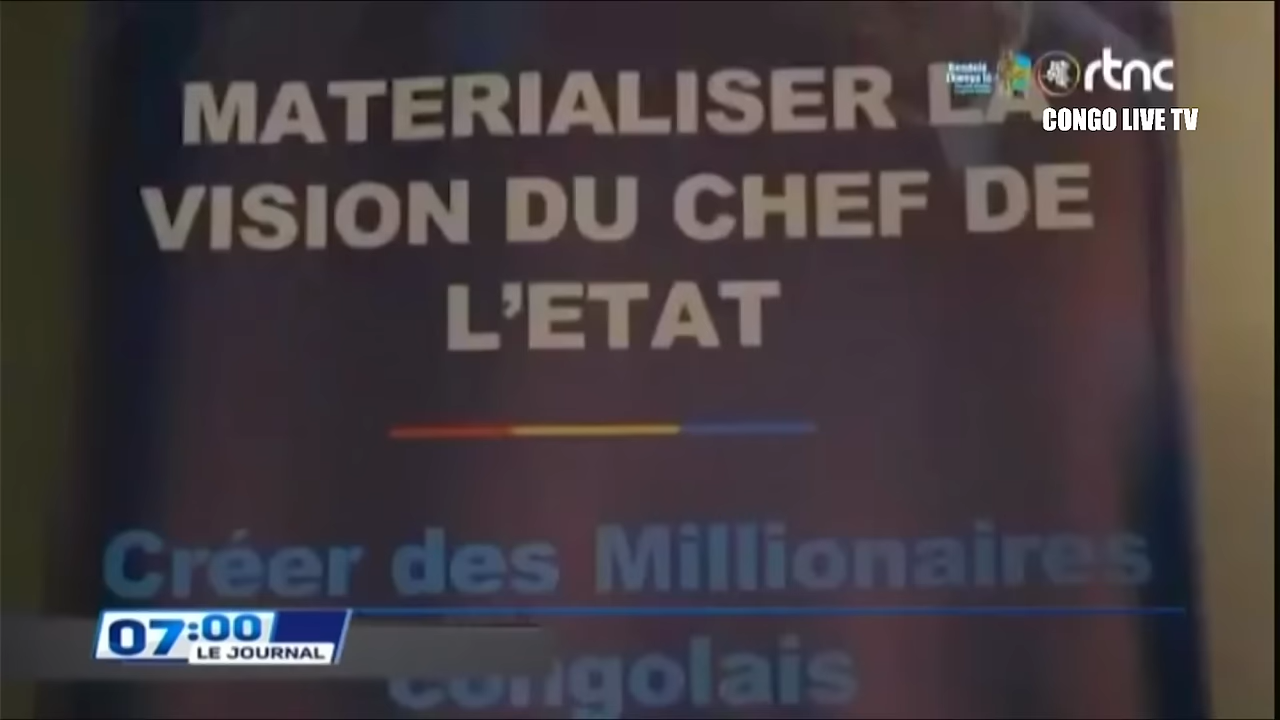 MATERIALISER LA
VISION DU CHEF DE
L'ETAT
Créer des Millionaires
Congolais
rtnc
CONGO LIVE TV
07:00
LE JOURNAL